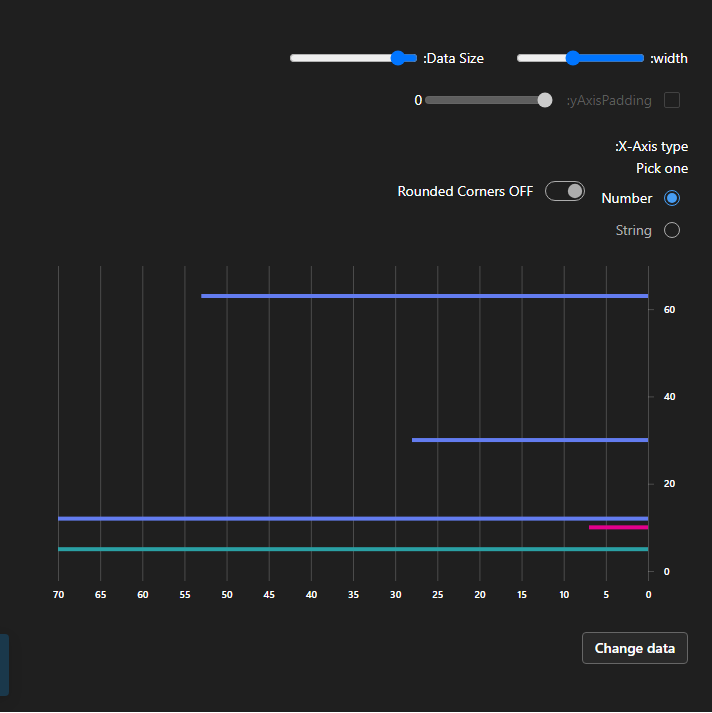 :width
:Data Size
:yAxisPadding
0
:X-Axis type
Pick one
Number
Rounded Corners OFF
String
60
40
20
0
70 65 60 55 50 45 40 35 30 25 20 15 10 5 0
Change data